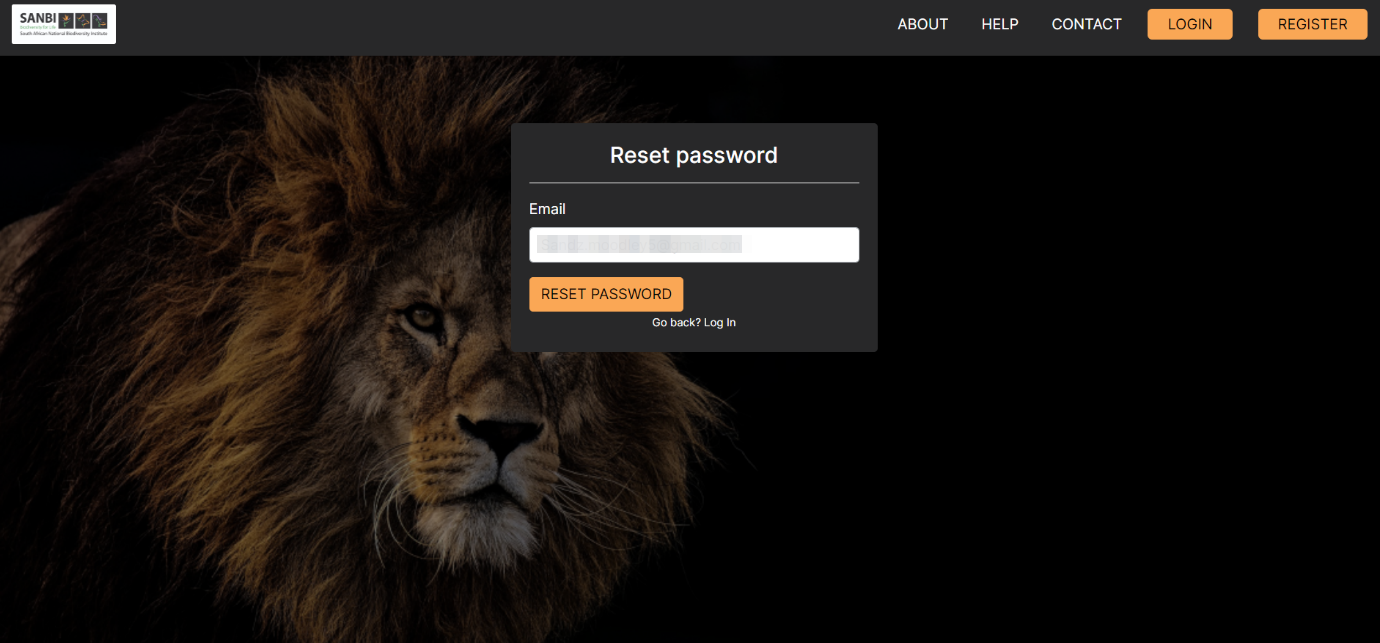 SANBI
South African National Biodiversity Institute
ABOUT HELP CONTACT LOGIN REGISTER
Reset password
Email
RESET PASSWORD
Go back? Log In